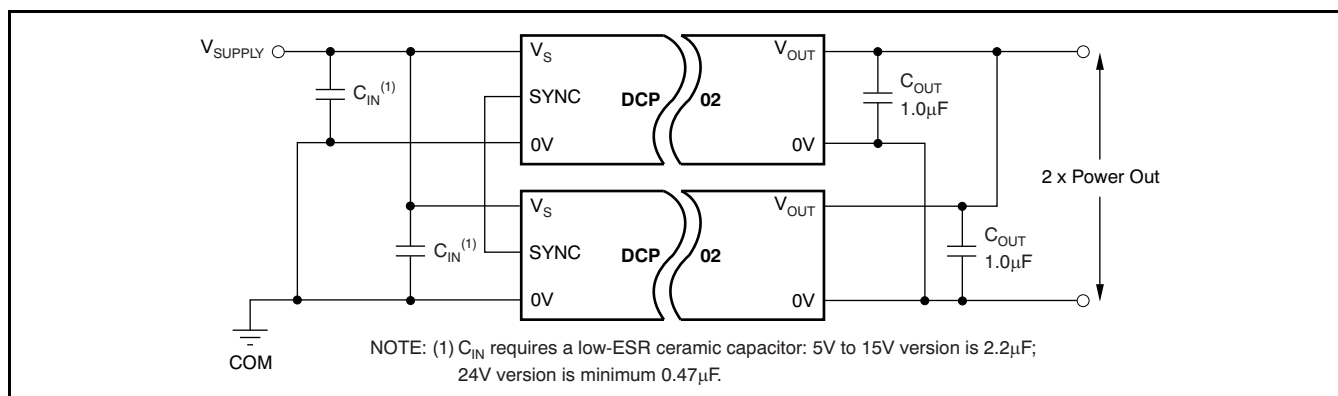 V_SUPPLY
C_IN(1)
V_S
SYNC
0V
DCP 02
V_OUT
0V
C_OUT
1.0μF
2 x Power Out
C_IN(1)
V_S
SYNC
0V
DCP 02
V_OUT
0V
C_OUT
1.0μF
COM
NOTE: (1) C_IN requires a low-ESR ceramic capacitor: 5V to 15V version is 2.2μF;
24V version is minimum 0.47μF.